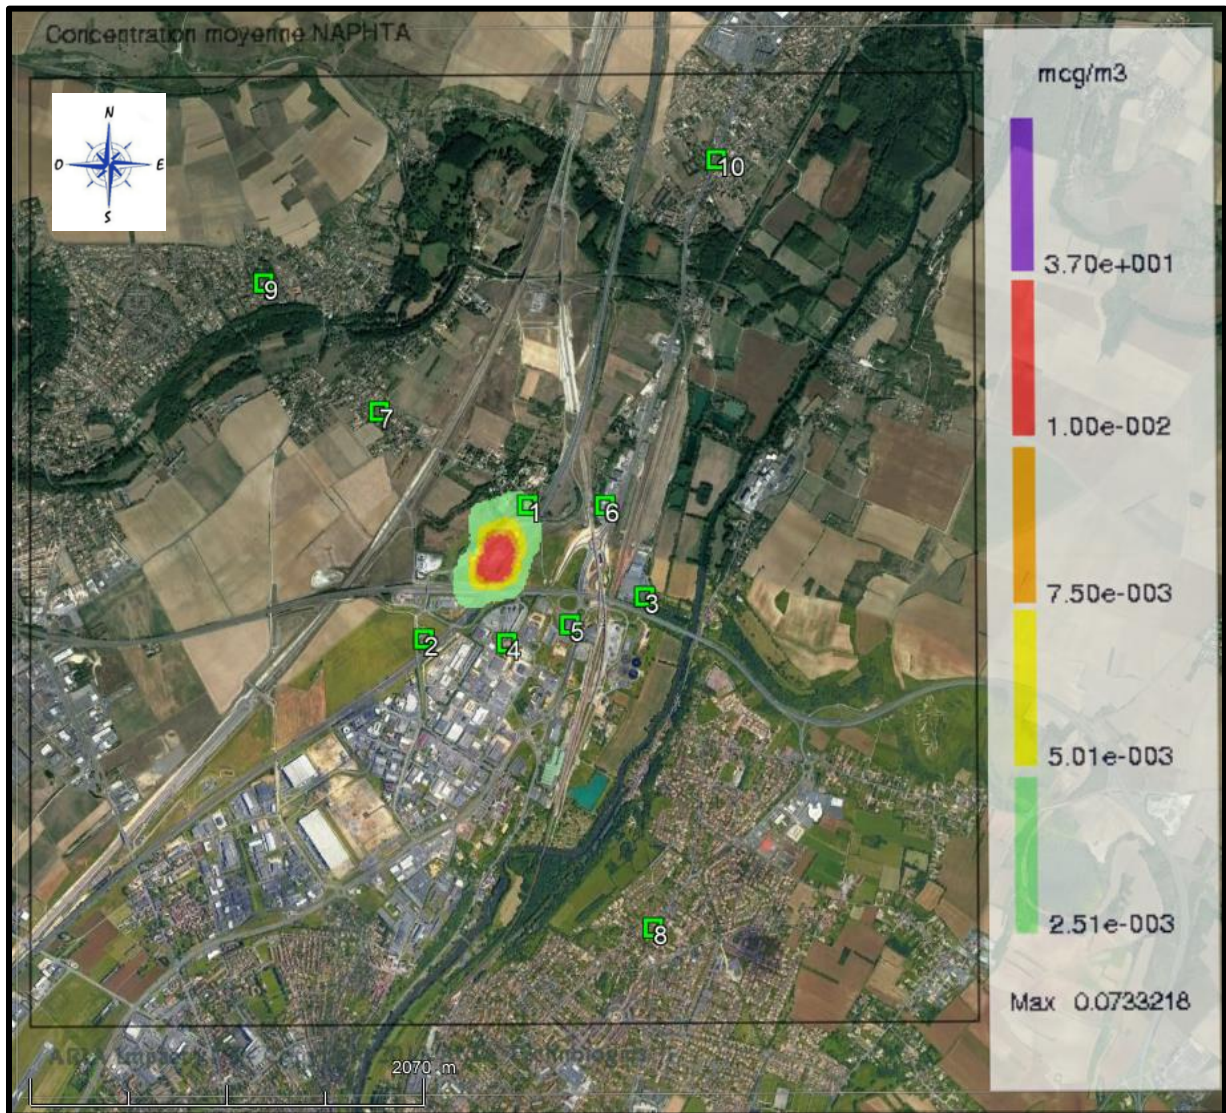 Concentration moyenne NAPHTA
mcg/m3
N
O E
S
10
3.70e+001
9
7
1.00e-002
1
6
7.50e-003
3
5
2
4
5.01e-003
8
2.51e-003
Max 0.0733218
2070 m